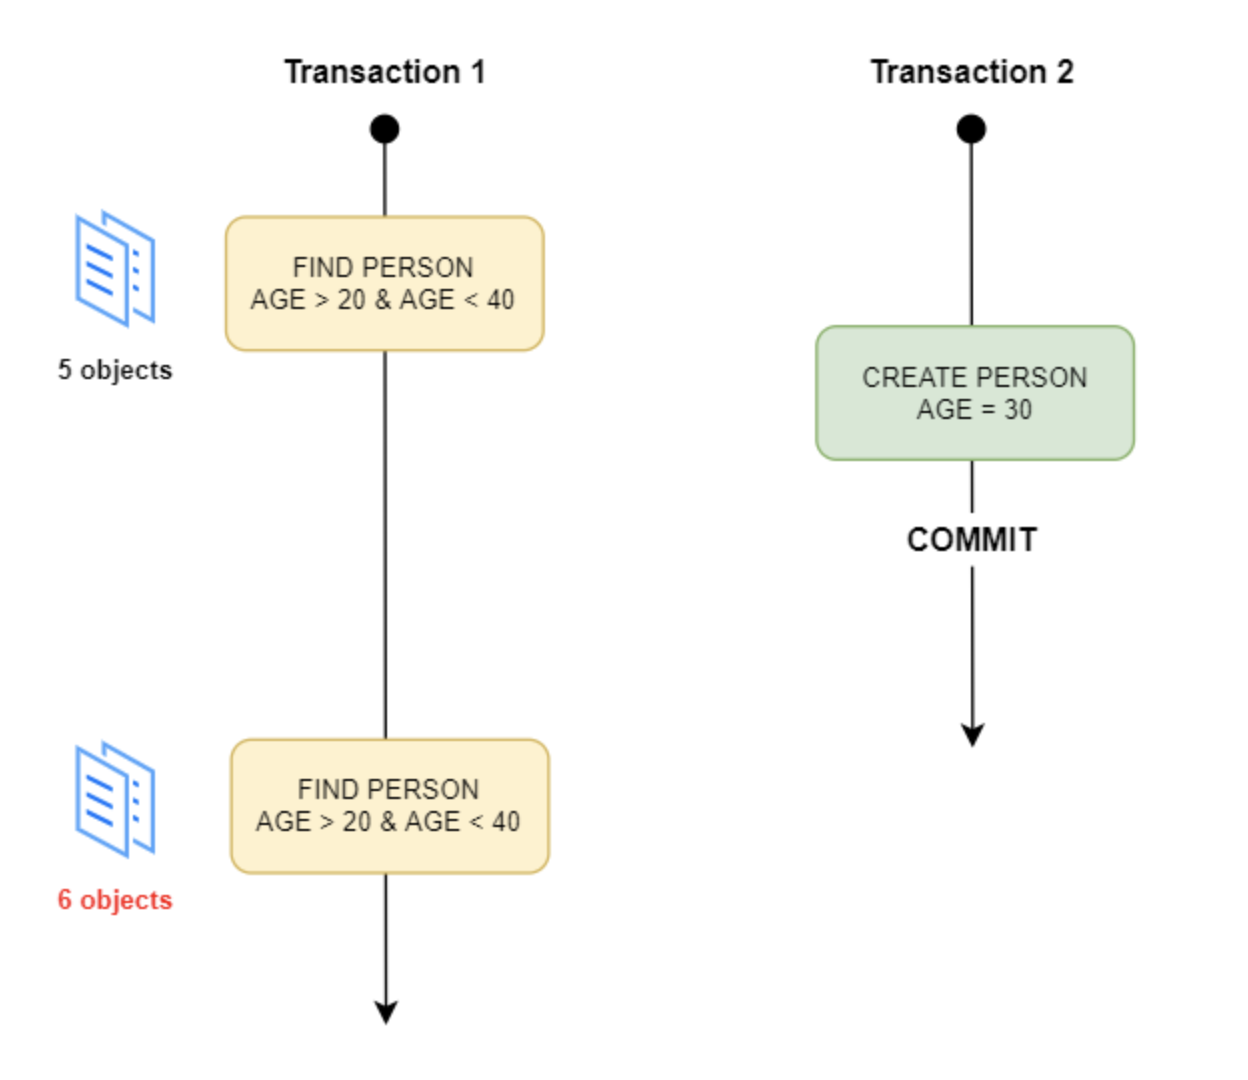 Transaction 1
Transaction 2
FIND PERSON
AGE > 20 & AGE < 40
5 objects
CREATE PERSON
AGE = 30
COMMIT
FIND PERSON
AGE > 20 & AGE < 40
6 objects